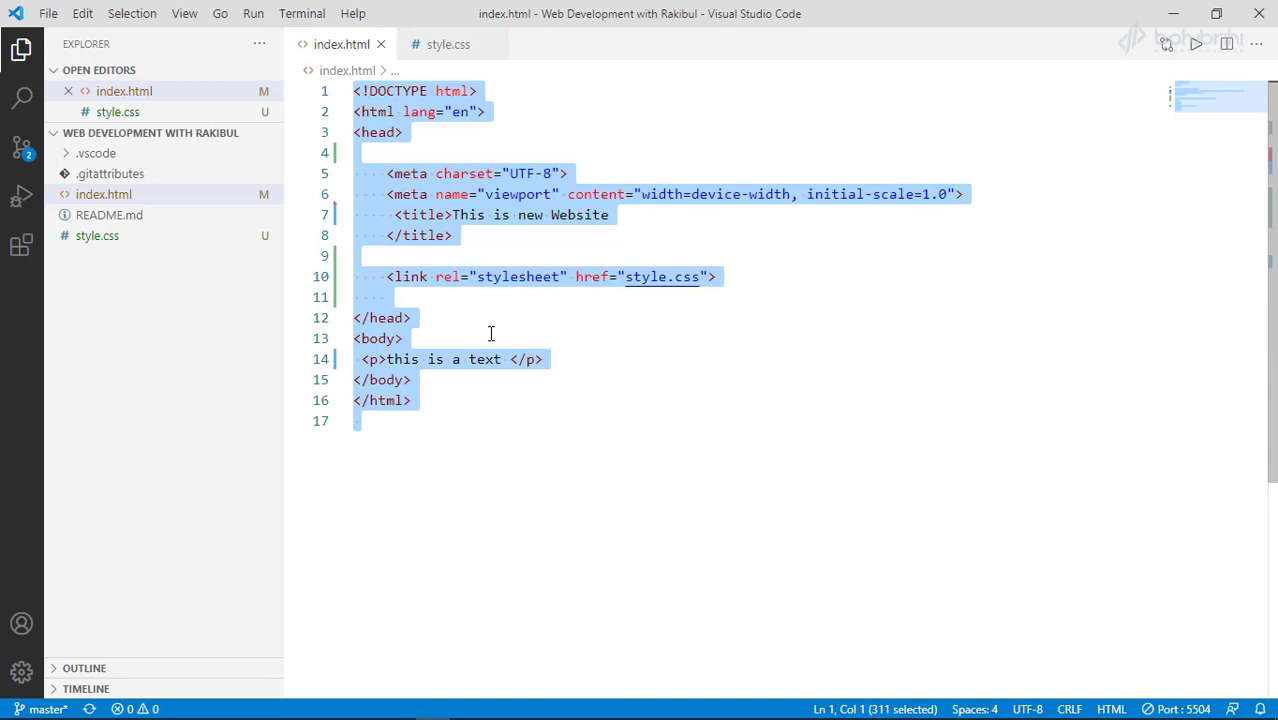 File Edit Selection View Go Run Terminal Help index.html - Web Development with Rakibul - Visual Studio Code
bohubrihi
EXPLORER
index.html
style.css
OPEN EDITORS
index.html > ...
index.html M
style.css U
WEB DEVELOPMENT WITH RAKIBUL
.vscode
.gitattributes
index.html M
README.md
style.css U
1 <!DOCTYPE html>
2 <html lang="en">
3 <head>
4
5 <meta charset="UTF-8">
6 <meta name="viewport" content="width=device-width, initial-scale=1.0">
7 <title>This is new Website
8 </title>
9
10 <link rel="stylesheet" href="style.css">
11
12 </head>
13 <body>
14 <p>this is a text </p>
15 </body>
16 </html>
17
2
OUTLINE
TIMELINE
master* 0 0 Ln 1, Col 1 (311 selected) Spaces: 4 UTF-8 CRLF HTML Port : 5504